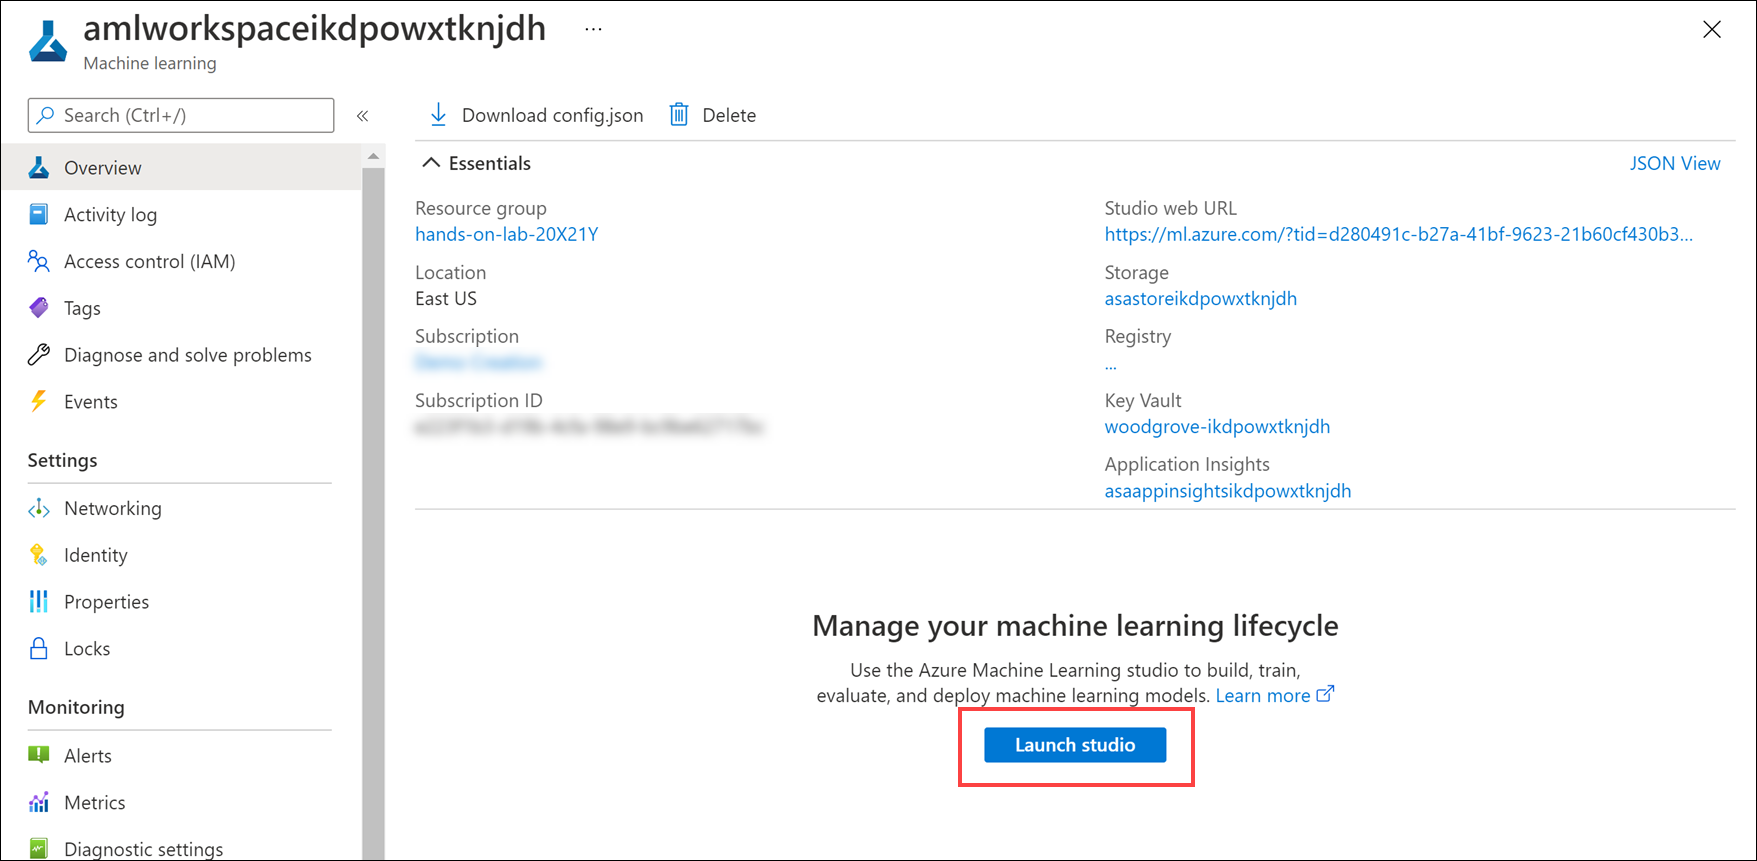 amlworkspaceikdpowxtknjdh ...
Machine learning
Search (Ctrl+/)
«
Download config.json
Delete
Overview
Activity log
Access control (IAM)
Tags
Diagnose and solve problems
Events
Settings
Networking
Identity
Properties
Locks
Monitoring
Alerts
Metrics
Diagnostic settings
Essentials
JSON View
Resource group
hands-on-lab-20X21Y
Location
East US
Subscription
Subscription ID
Studio web URL
https://ml.azure.com/?tid=d280491c-b27a-41bf-9623-21b60cf430b3...
Storage
asastoreikdpowxtknjdh
Registry
...
Key Vault
woodgrove-ikdpowxtknjdh
Application Insights
asaappinsightsikdpowxtknjdh
Manage your machine learning lifecycle
Use the Azure Machine Learning studio to build, train,
evaluate, and deploy machine learning models. Learn more
Launch studio